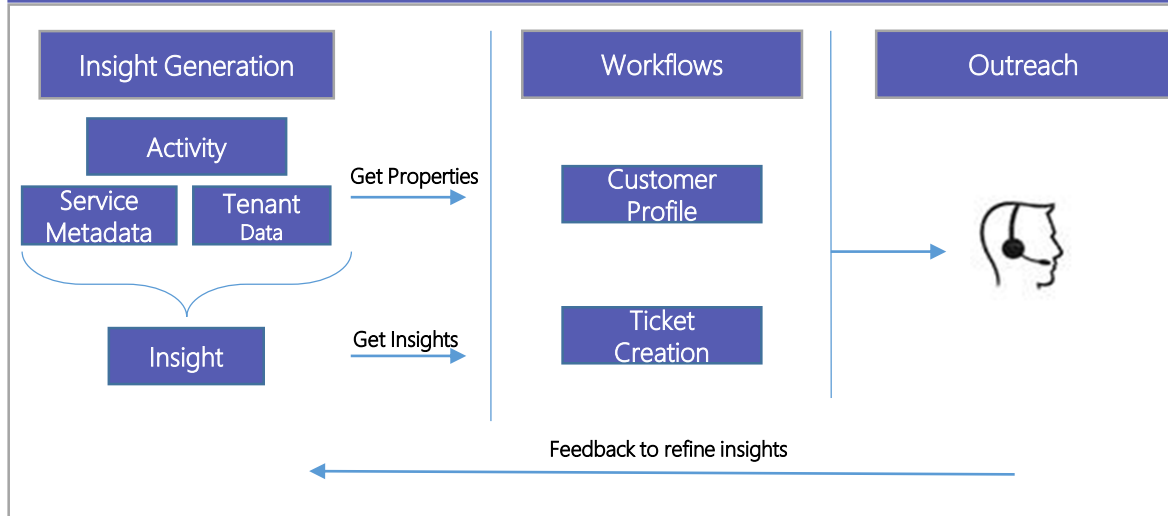 Insight Generation
Workflows
Outreach
Activity
Service
Metadata
Tenant
Data
Get Properties
Customer
Profile
Insight
Get Insights
Ticket
Creation
Feedback to refine insights